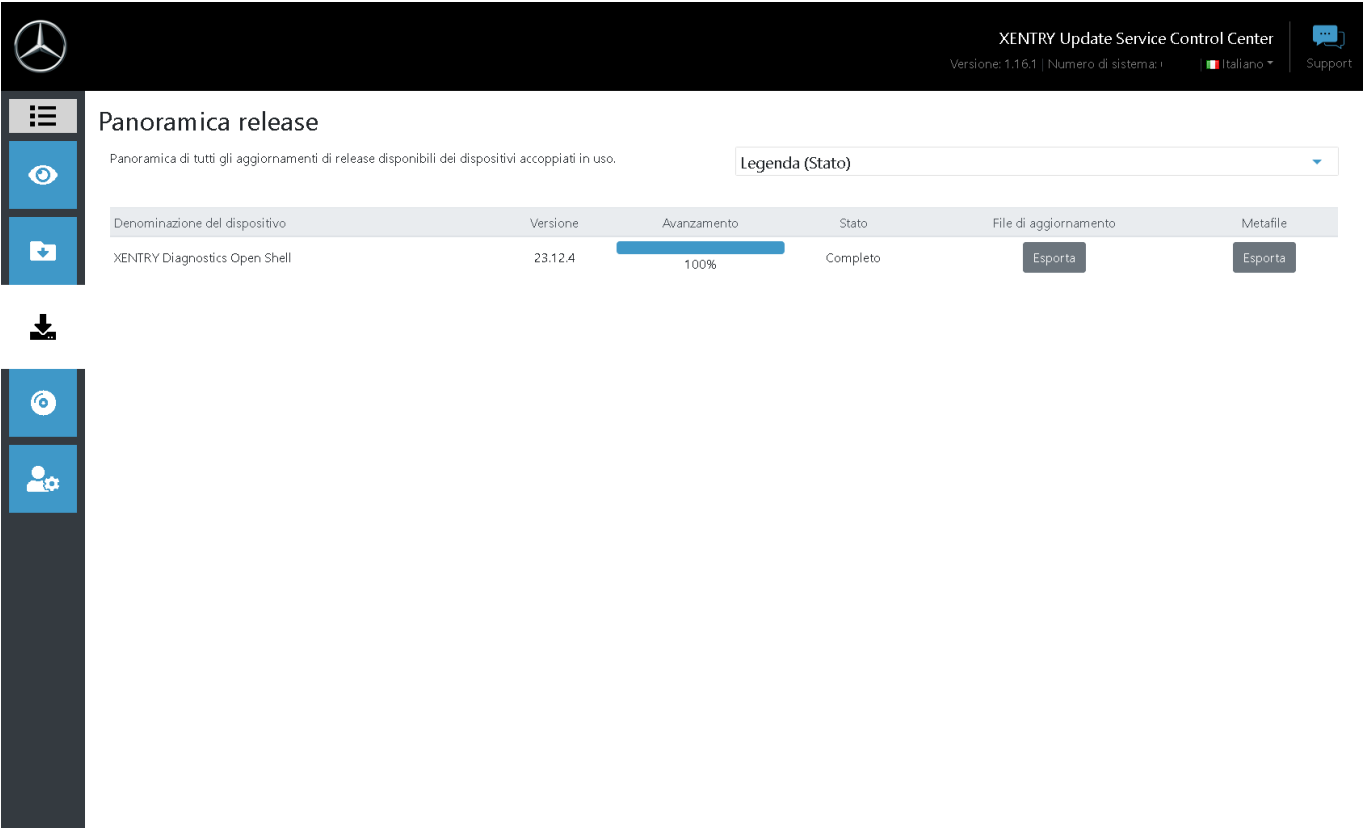 XENTRY Update Service Control Center
Versione: 1.16.1 | Numero di sistema: | Italiano
Support
Panoramica release
Panoramica di tutti gli aggiornamenti di release disponibili dei dispositivi accoppiati in uso.
Legenda (Stato)
Denominazione del dispositivo Versione Avanzamento Stato File di aggiornamento Metafile
XENTRY Diagnostics Open Shell 23.12.4 100% Completo Esporta Esporta